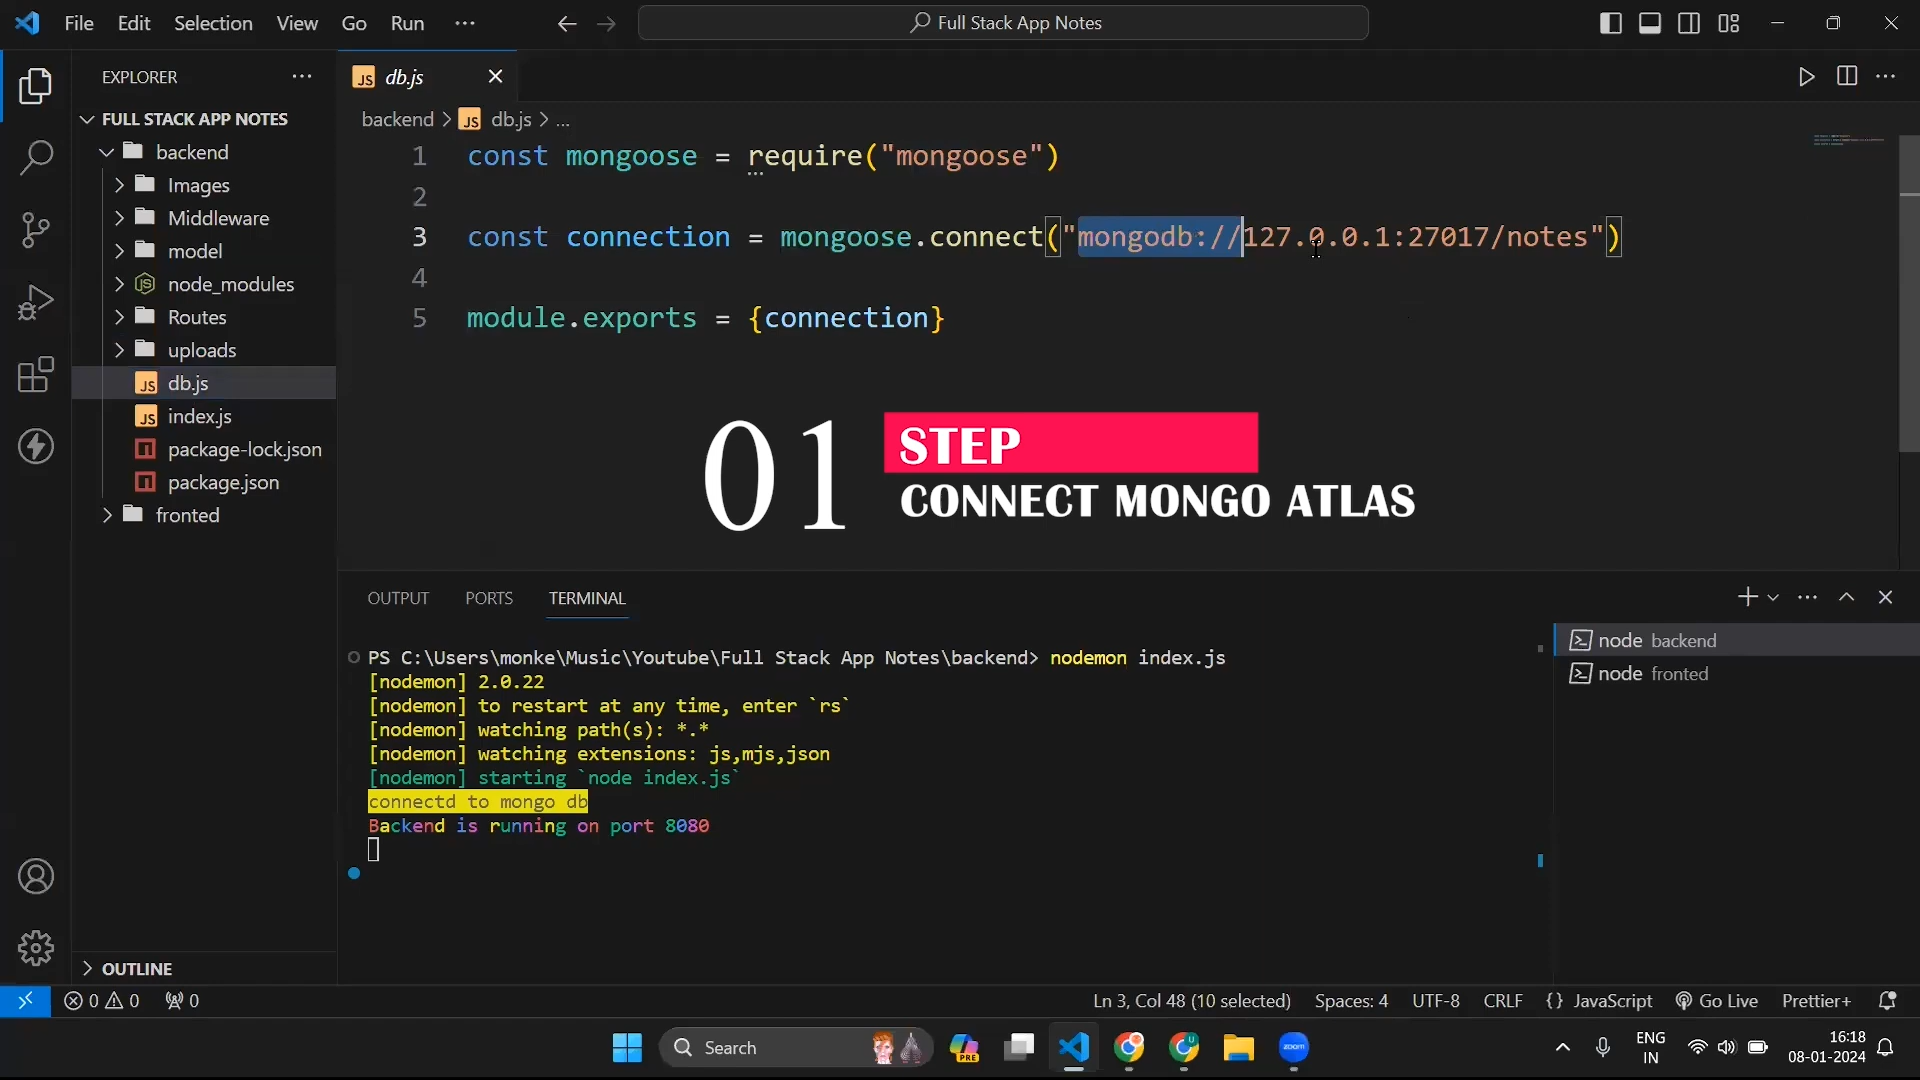 File Edit Selection View Go Run ...
Full Stack App Notes
EXPLORER
FULL STACK APP NOTES
backend
Images
Middleware
model
node_modules
Routes
uploads
JS db.js
JS index.js
package-lock.json
package.json
fronted
OUTLINE
JS db.js
backend > JS db.js > ...
1 const mongoose = require("mongoose")
2
3 const connection = mongoose.connect("mongodb://127.0.0.1:27017/notes")
4
5 module.exports = {connection}
01
STEP
CONNECT MONGO ATLAS
OUTPUT PORTS TERMINAL
PS C:\Users\monke\Music\Youtube\Full Stack App Notes\backend> nodemon index.js
[nodemon] 2.0.22
[nodemon] to restart at any time, enter `rs`
[nodemon] watching path(s): *.*
[nodemon] watching extensions: js,mjs,json
[nodemon] starting `node index.js`
connectd to mongo db
Backend is running on port 8080
node backend
node fronted
0 0 0
Ln 3, Col 48 (10 selected) Spaces: 4 UTF-8 CRLF {} JavaScript Go Live Prettier+
Search
PRE
zoom
ENG
IN
16:18
08-01-2024